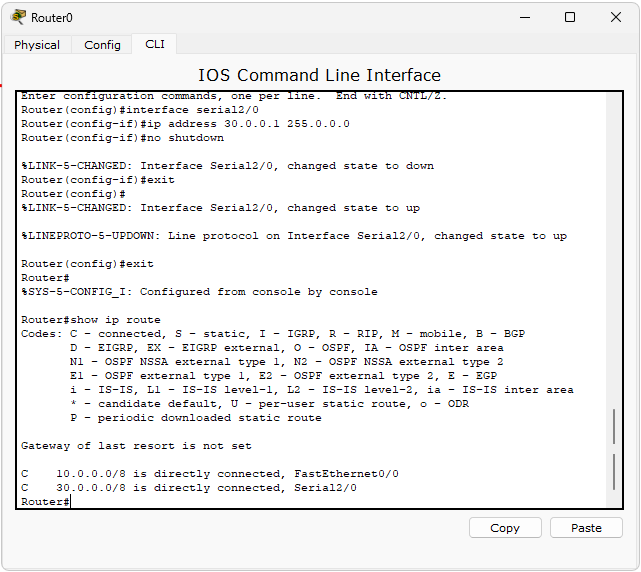 Router0
Physical Config CLI
IOS Command Line Interface
Enter configuration commands, one per line.  End with CNTL/Z.
Router(config)#interface serial2/0
Router(config-if)#ip address 30.0.0.1 255.0.0.0
Router(config-if)#no shutdown
%LINK-5-CHANGED: Interface Serial2/0, changed state to down
Router(config-if)#exit
Router(config)#
%LINK-5-CHANGED: Interface Serial2/0, changed state to up
%LINEPROTO-5-UPDOWN: Line protocol on Interface Serial2/0, changed state to up
Router(config)#exit
Router#
%SYS-5-CONFIG_I: Configured from console by console
Router#show ip route
Codes: C - connected, S - static, I - IGRP, R - RIP, M - mobile, B - BGP
       D - EIGRP, EX - EIGRP external, O - OSPF, IA - OSPF inter area
       N1 - OSPF NSSA external type 1, N2 - OSPF NSSA external type 2
       E1 - OSPF external type 1, E2 - OSPF external type 2, E - EGP
       i - IS-IS, L1 - IS-IS level-1, L2 - IS-IS level-2, ia - IS-IS inter area
       * - candidate default, U - per-user static route, o - ODR
       P - periodic downloaded static route
Gateway of last resort is not set
C    10.0.0.0/8 is directly connected, FastEthernet0/0
C    30.0.0.0/8 is directly connected, Serial2/0
Router#
Copy Paste